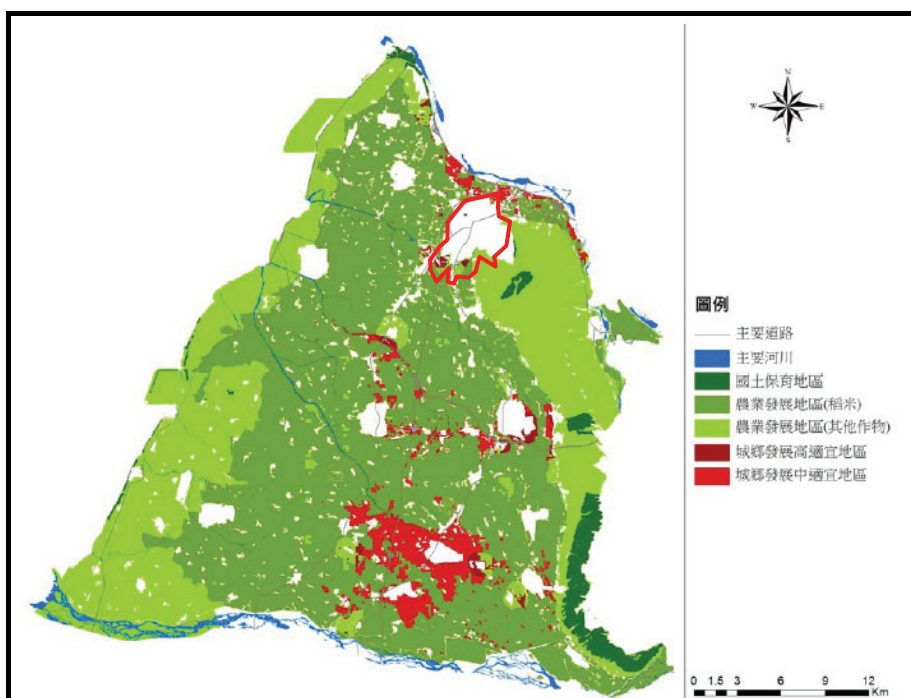 N
W E
S
圖例
主要道路
主要河川
國土保育地區
農業發展地區(稻米)
農業發展地區(其他作物)
城鄉發展高適宜地區
城鄉發展中適宜地區
0 1.5 3 6 9 12
Km